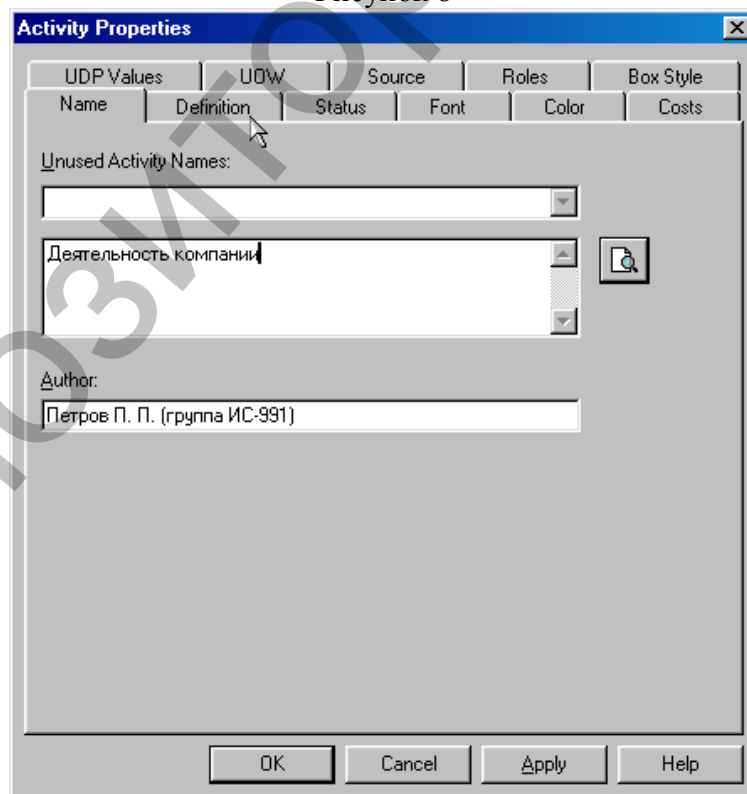 Activity Properties
UDP Values UOW Source Roles Box Style
Name Definition Status Font Color Costs
Unused Activity Names:
Деятельность компании
Author:
Петров П. П. (группа ИС-991)
OK Cancel Apply Help